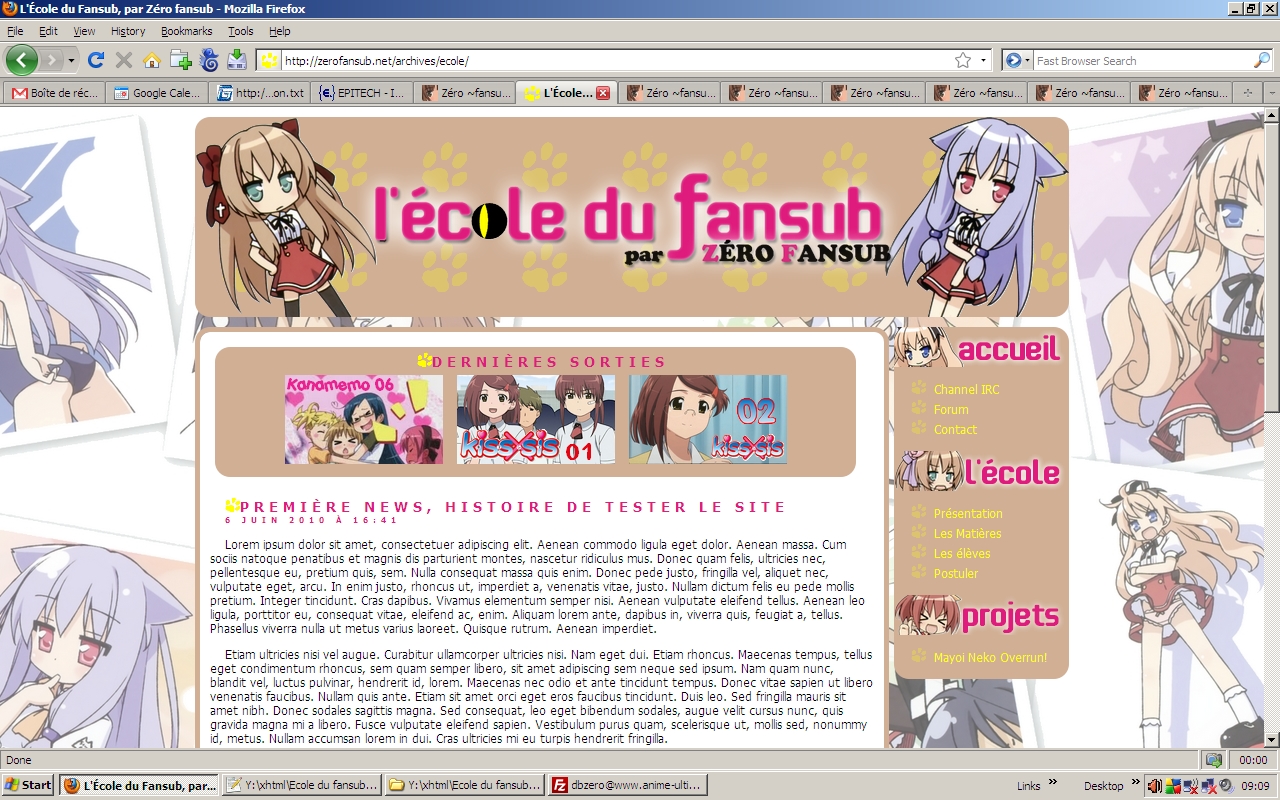 L'École du Fansub, par Zéro fansub - Mozilla Firefox
File Edit View History Bookmarks Tools Help
http://zerofansub.net/archives/ecole/
Fast Browser Search
Boîte de réc...
Google Cale...
http:/...on.txt
EPITECH - I...
Zéro ~fansu...
L'École...
Zéro ~fansu...
Zéro ~fansu...
Zéro ~fansu...
Zéro ~fansu...
Zéro ~fansu...
Zéro ~fansu...
l'école du fansub
par ZÉRO FANSUB
DERNIÈRES SORTIES
Kanamemo 06
kissxsis 01
02
kissxsis
PREMIÈRE NEWS, HISTOIRE DE TESTER LE SITE
6 JUIN 2010 À 16:41
Lorem ipsum dolor sit amet, consectetuer adipiscing elit. Aenean commodo ligula eget dolor. Aenean massa. Cum
sociis natoque penatibus et magnis dis parturient montes, nascetur ridiculus mus. Donec quam felis, ultricies nec,
pellentesque eu, pretium quis, sem. Nulla consequat massa quis enim. Donec pede justo, fringilla vel, aliquet nec,
vulputate eget, arcu. In enim justo, rhoncus ut, imperdiet a, venenatis vitae, justo. Nullam dictum felis eu pede mollis
pretium. Integer tincidunt. Cras dapibus. Vivamus elementum semper nisi. Aenean vulputate eleifend tellus. Aenean leo
ligula, porttitor eu, consequat vitae, eleifend ac, enim. Aliquam lorem ante, dapibus in, viverra quis, feugiat a, tellus.
Phasellus viverra nulla ut metus varius laoreet. Quisque rutrum. Aenean imperdiet.
Etiam ultricies nisi vel augue. Curabitur ullamcorper ultricies nisi. Nam eget dui. Etiam rhoncus. Maecenas tempus, tellus
eget condimentum rhoncus, sem quam semper libero, sit amet adipiscing sem neque sed ipsum. Nam quam nunc,
blandit vel, luctus pulvinar, hendrerit id, lorem. Maecenas nec odio et ante tincidunt tempus. Donec vitae sapien ut libero
venenatis faucibus. Nullam quis ante. Etiam sit amet orci eget eros faucibus tincidunt. Duis leo. Sed fringilla mauris sit
amet nibh. Donec sodales sagittis magna. Sed consequat, leo eget bibendum sodales, augue velit cursus nunc, quis
gravida magna mi a libero. Fusce vulputate eleifend sapien. Vestibulum purus quam, scelerisque ut, mollis sed, nonummy
id, metus. Nullam accumsan lorem in dui. Cras ultricies mi eu turpis hendrerit fringilla.
accueil
Channel IRC
Forum
Contact
l'école
Présentation
Les Matières
Les élèves
Postuler
projets
Mayoi Neko Overrun!
Done
00:00
Start
L'École du Fansub, par...
Y:\xhtml\Ecole du fansub...
Y:\xhtml\Ecole du fansub...
dbzero@www.anime-ulti...
Links »
Desktop »
09:09